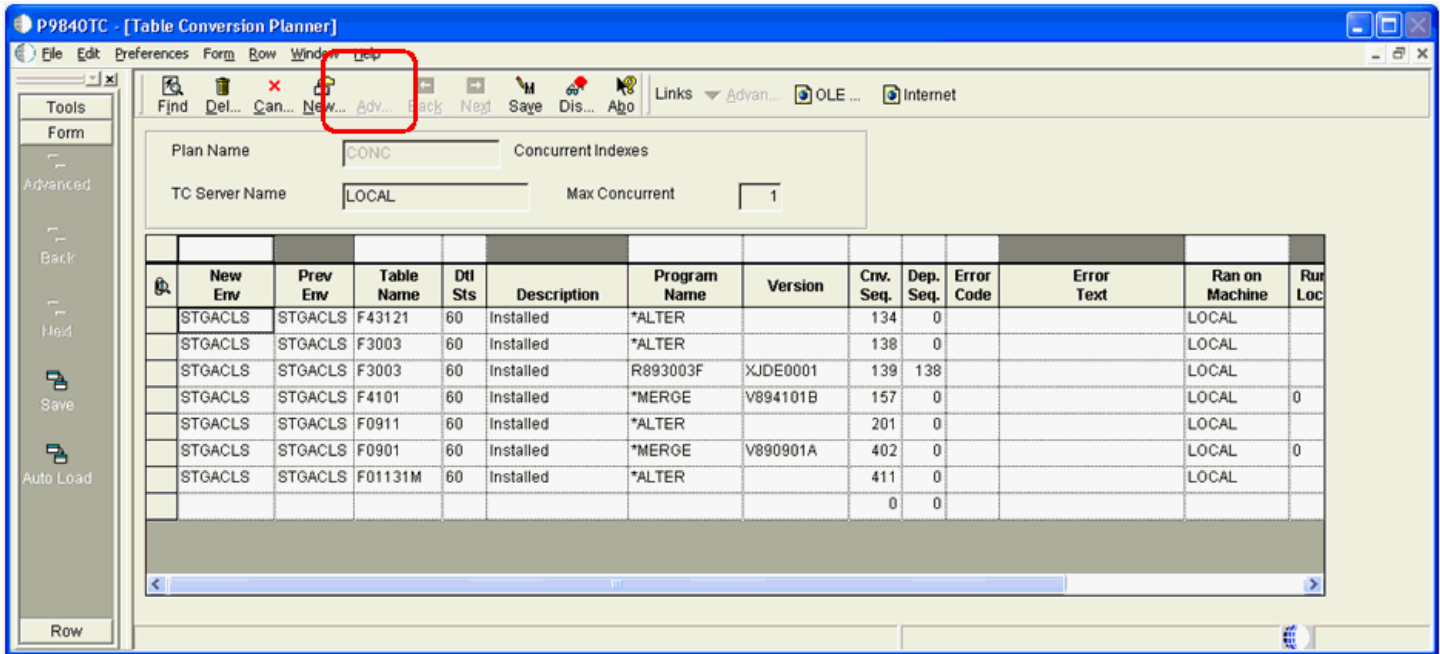 P9840TC - [Table Conversion Planner]
File Edit Preferences Form Row Window Help
Tools
Form
Advanced
Back
Next
Save
Auto Load
Row
Find Del... Can... New... Adv... Back Next Save Dis... Abo Links Advan... OLE ... Internet
Plan Name CONC Concurrent Indexes
TC Server Name LOCAL Max Concurrent 1
New Env Prev Env Table Name Dtl Sts Description Program Name Version Cnv. Seq. Dep. Seq. Error Code Error Text Ran on Machine Run Loc
STGACLS STGACLS F43121 60 Installed *ALTER 134 0 LOCAL
STGACLS STGACLS F3003 60 Installed *ALTER 138 0 LOCAL
STGACLS STGACLS F3003 60 Installed R893003F XJDE0001 139 138 LOCAL
STGACLS STGACLS F4101 60 Installed *MERGE V894101B 157 0 LOCAL 0
STGACLS STGACLS F0911 60 Installed *ALTER 201 0 LOCAL
STGACLS STGACLS F0901 60 Installed *MERGE V890901A 402 0 LOCAL 0
STGACLS STGACLS F01131M 60 Installed *ALTER 411 0 LOCAL
0 0